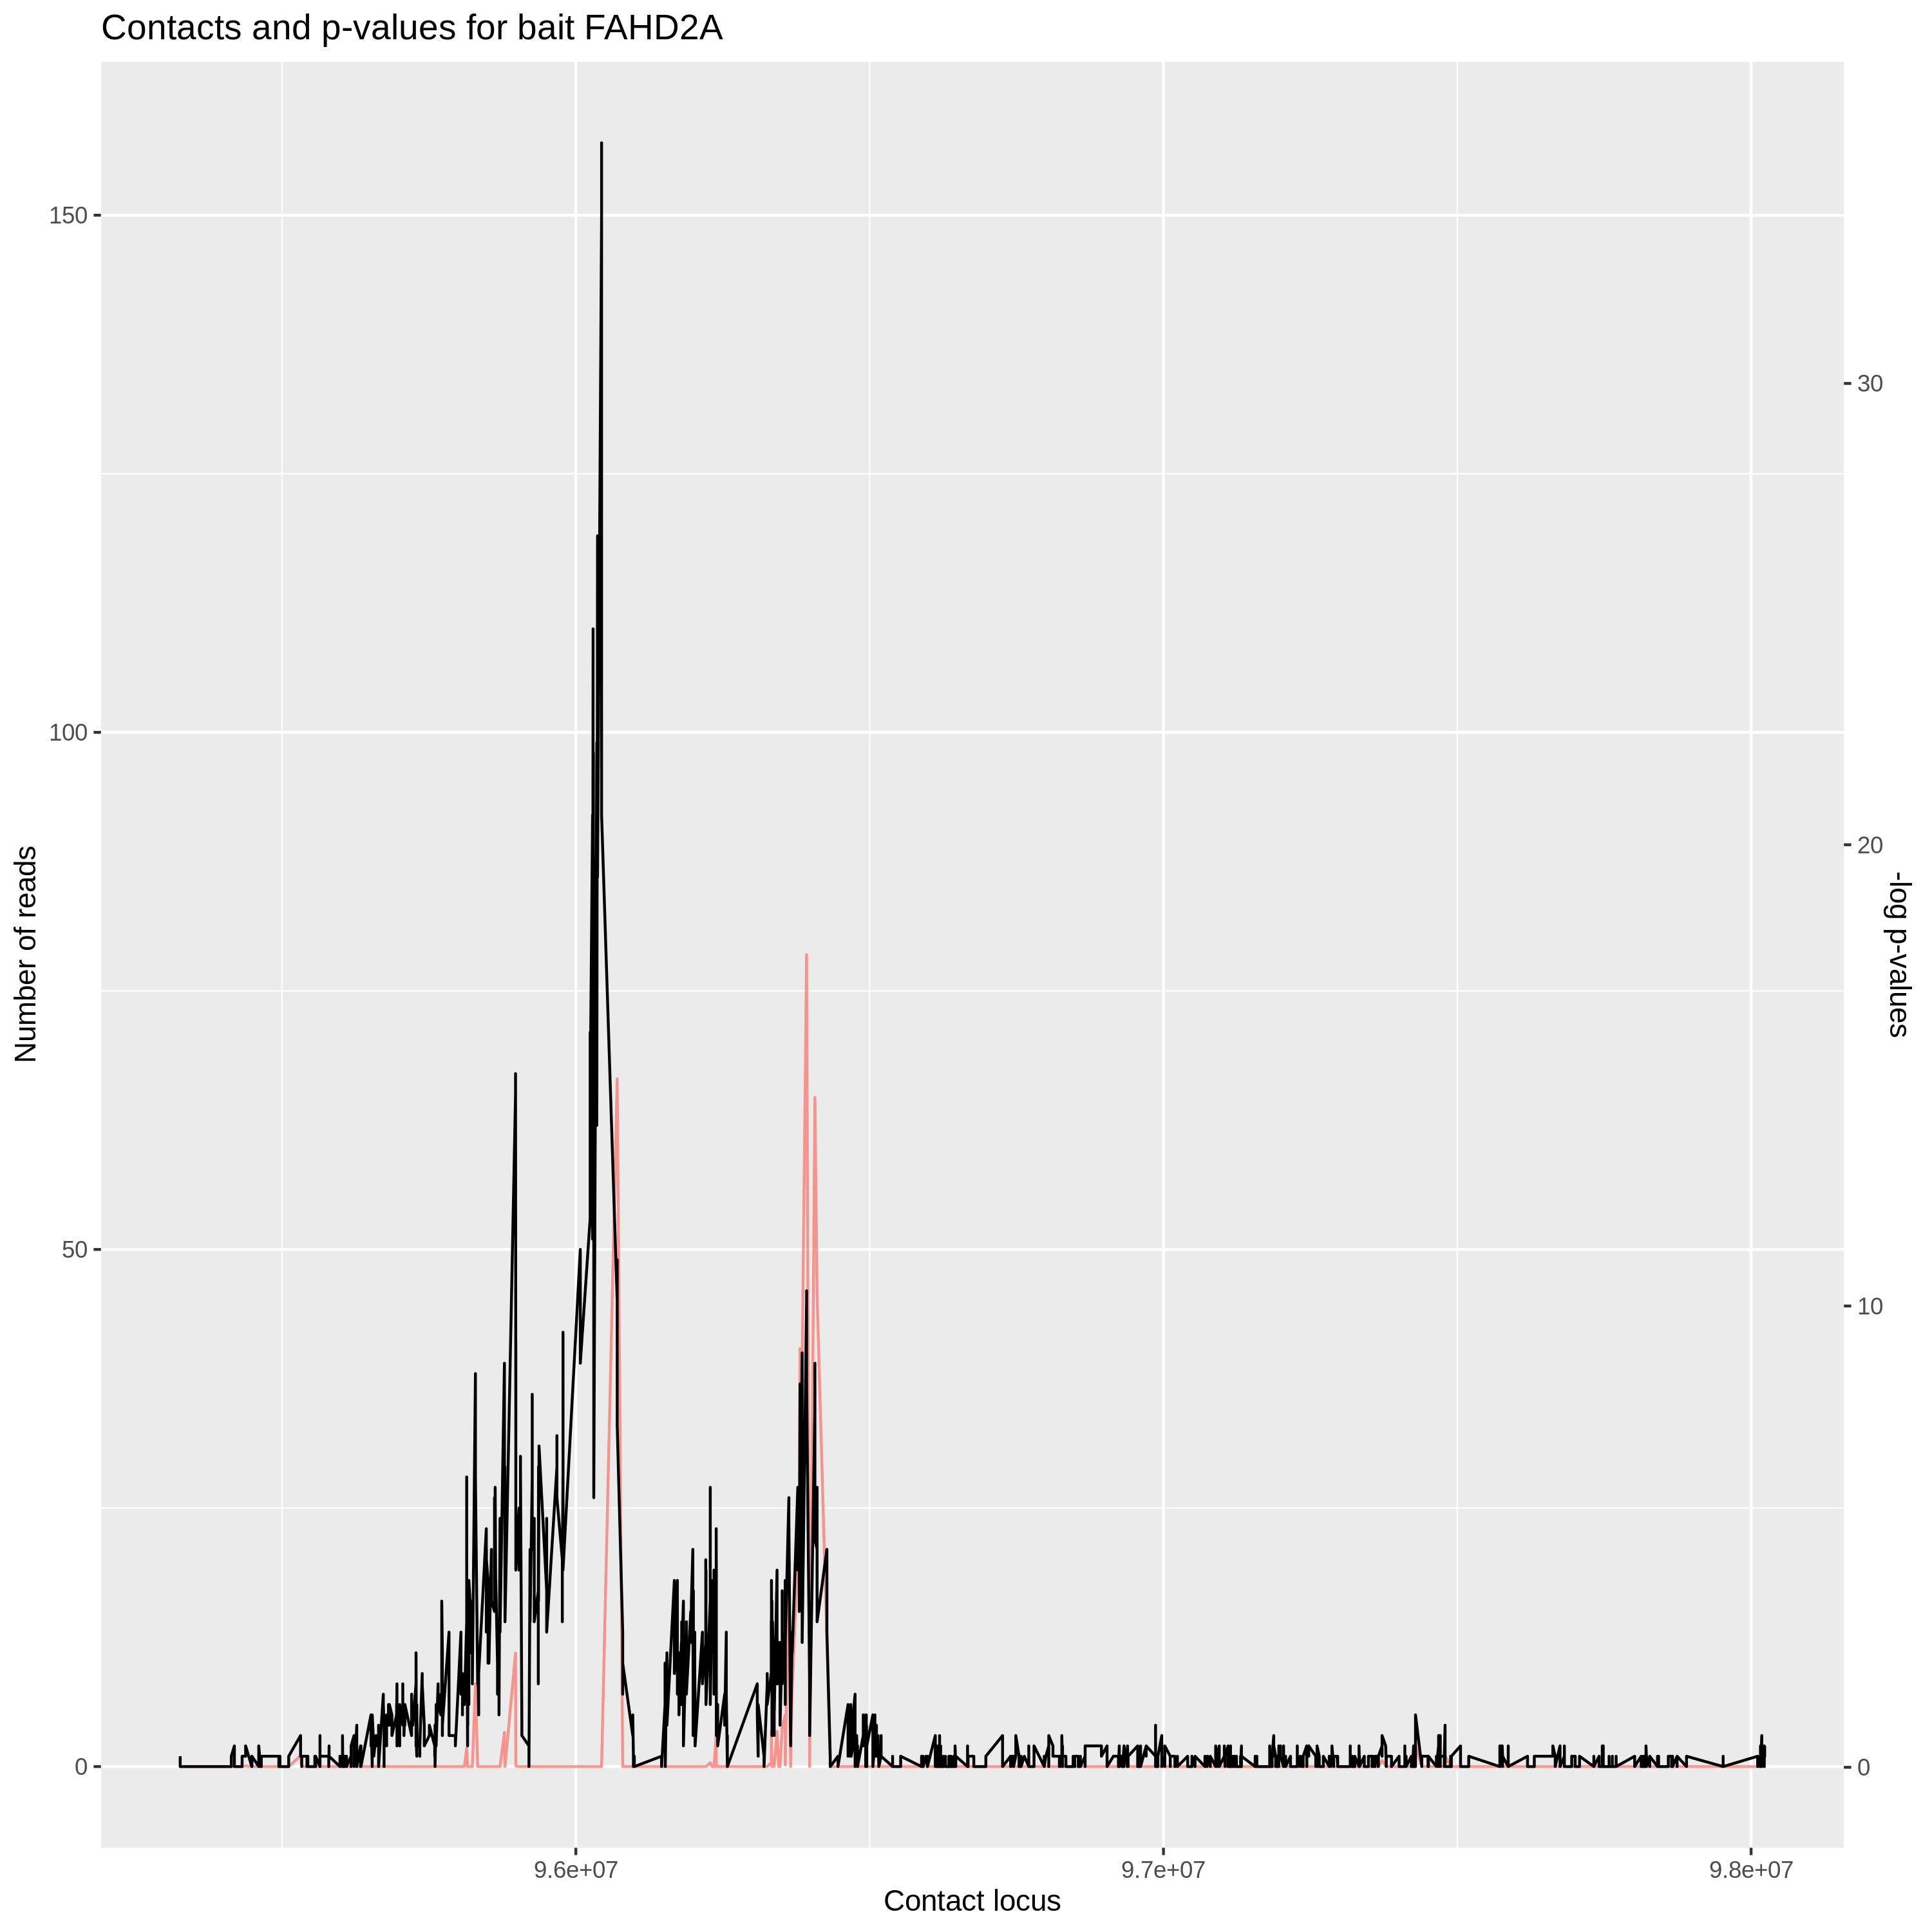 Contacts and p-values for bait FAHD2A
150
100
50
0
Number of reads
30
20
10
0
-log p-values
9.6e+07
9.7e+07
9.8e+07
Contact locus